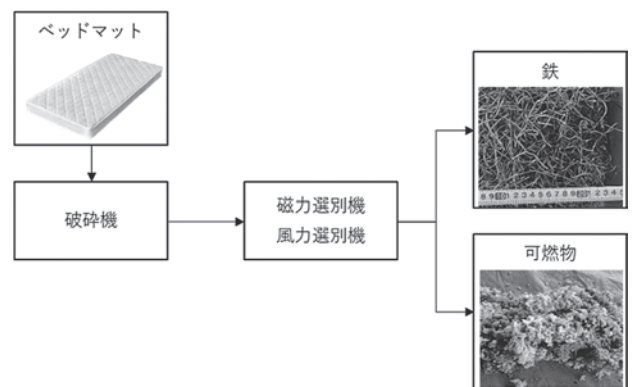 ベッドマット
破砕機
磁力選別機
風力選別機
鉄
可燃物